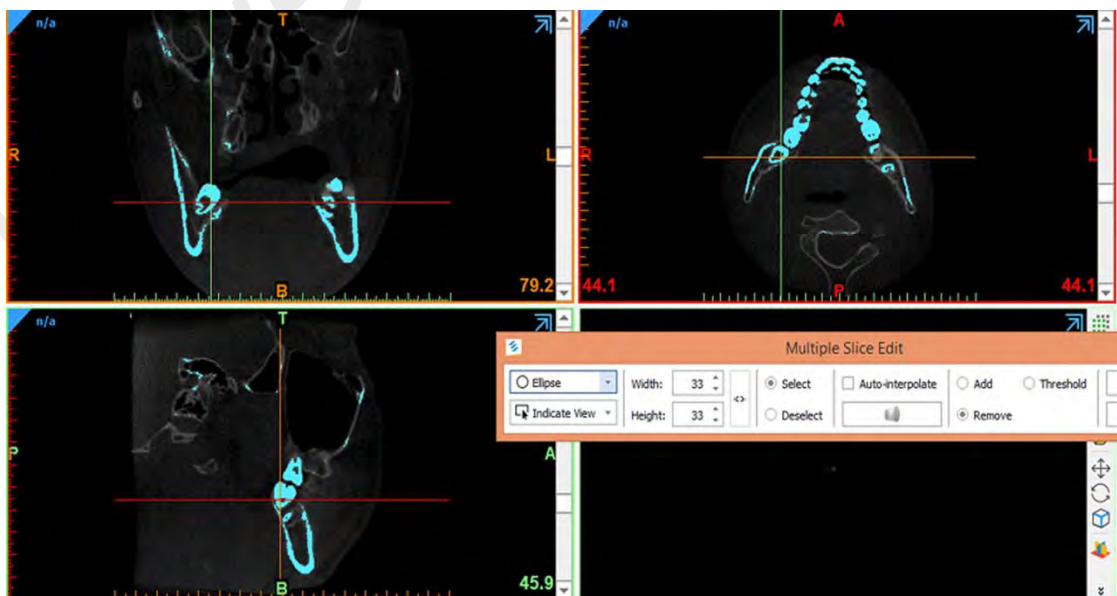 n/a
T
R
L
B
79.2
n/a
A
R
L
44.1
P
44.1
n/a
T
P
A
B
45.9
Multiple Slice Edit
Ellipse
Width: 33
Select
Auto-interpolate
Add
Threshold
Indicate View
Height: 33
Deselect
Remove